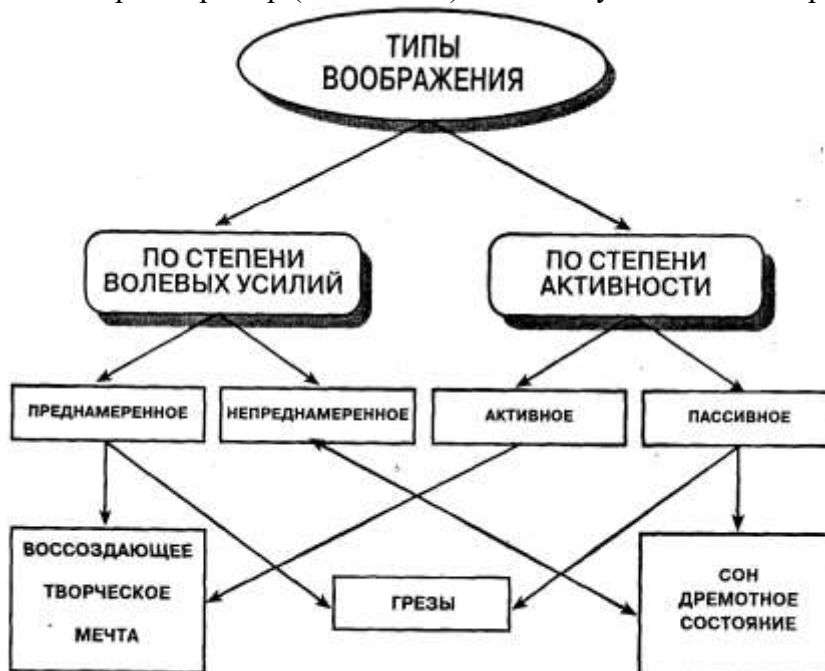 ТИПЫ
ВООБРАЖЕНИЯ
ПО СТЕПЕНИ
ВОЛЕВЫХ УСИЛИЙ
ПО СТЕПЕНИ
АКТИВНОСТИ
ПРЕДНАМЕРЕННОЕ
НЕПРЕДНАМЕРЕННОЕ
АКТИВНОЕ
ПАССИВНОЕ
ВОССОЗДАЮЩЕЕ
ТВОРЧЕСКОЕ
МЕЧТА
ГРЕЗЫ
СОН
ДРЕМОТНОЕ
СОСТОЯНИЕ